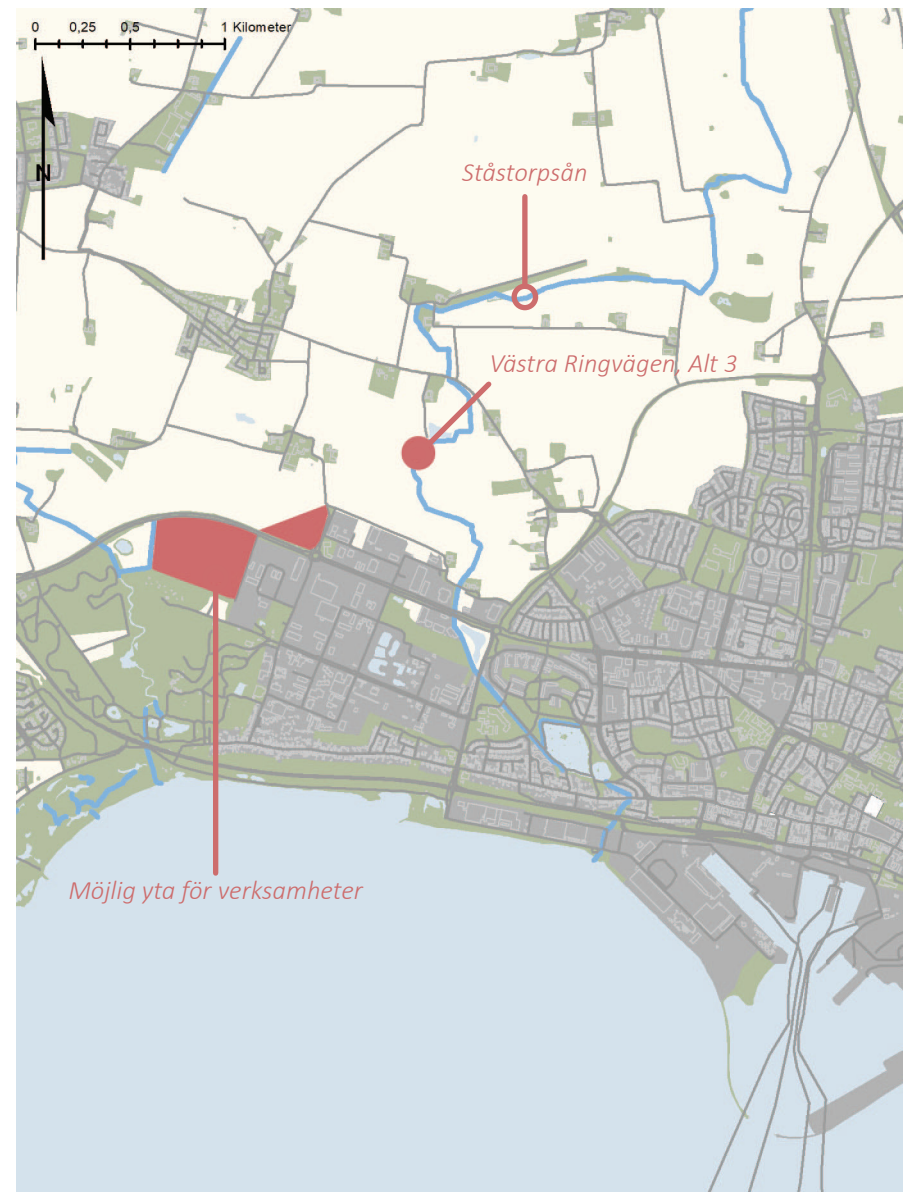 0 0,25 0,5 1 Kilometer
N
Ståstorpsån
Västra Ringvägen, Alt 3
Möjlig yta för verksamheter